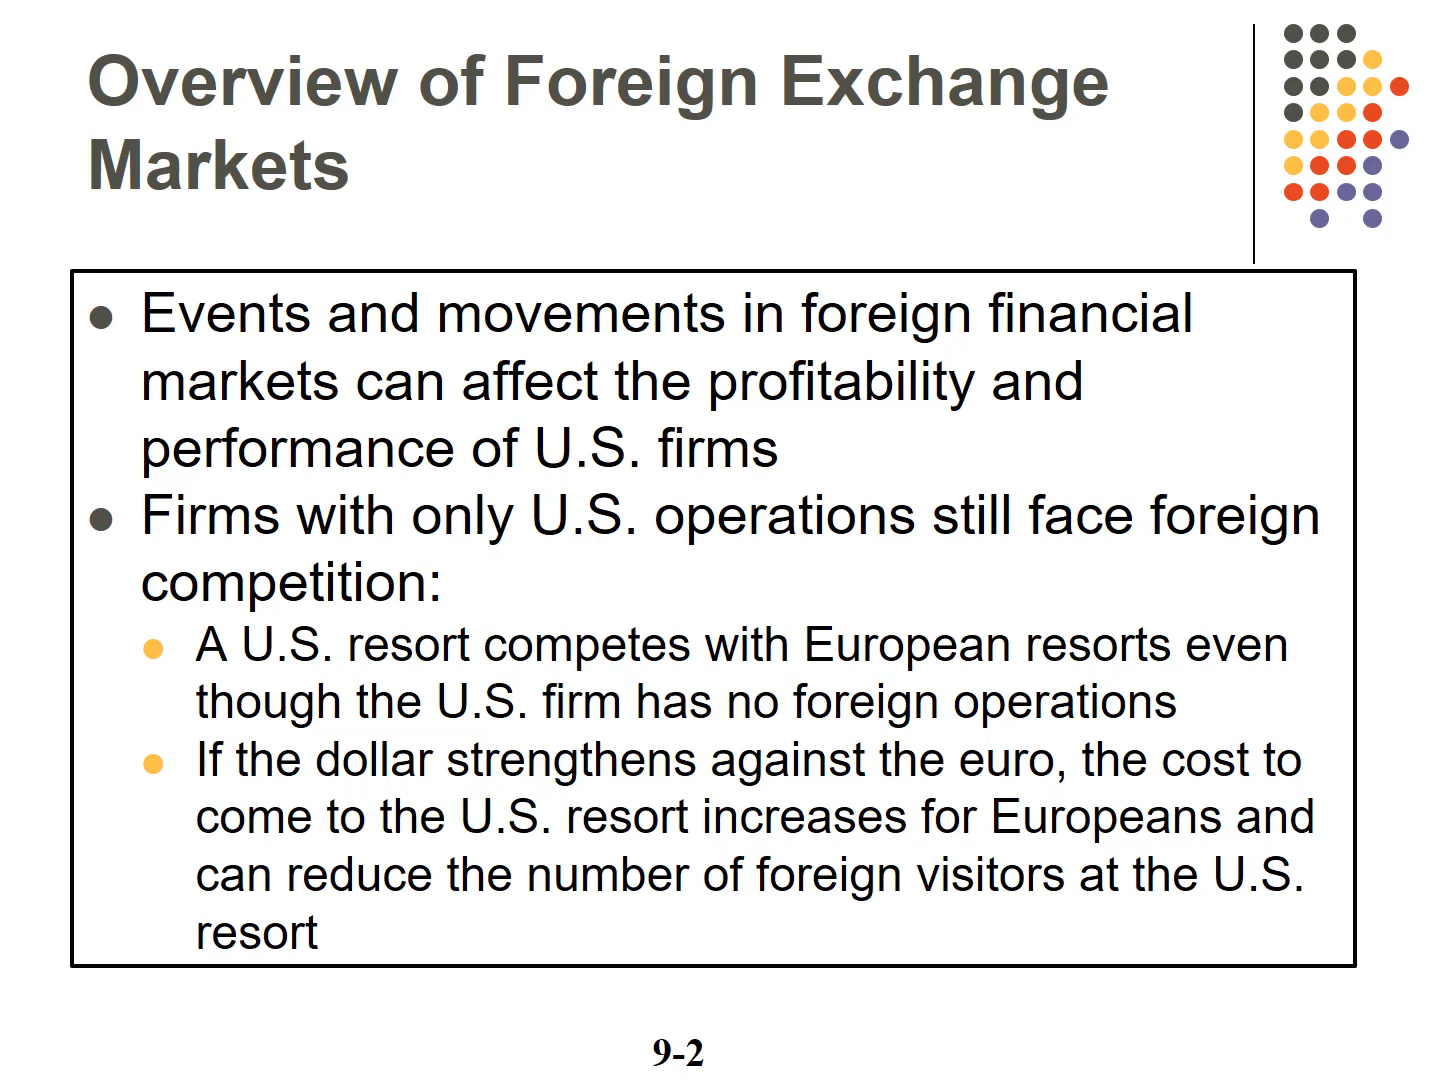 Overview of Foreign Exchange
Markets
● Events and movements in foreign financial
markets can affect the profitability and
performance of U.S. firms
● Firms with only U.S. operations still face foreign
competition:
● A U.S. resort competes with European resorts even
though the U.S. firm has no foreign operations
● If the dollar strengthens against the euro, the cost to
come to the U.S. resort increases for Europeans and
can reduce the number of foreign visitors at the U.S.
resort
9-2